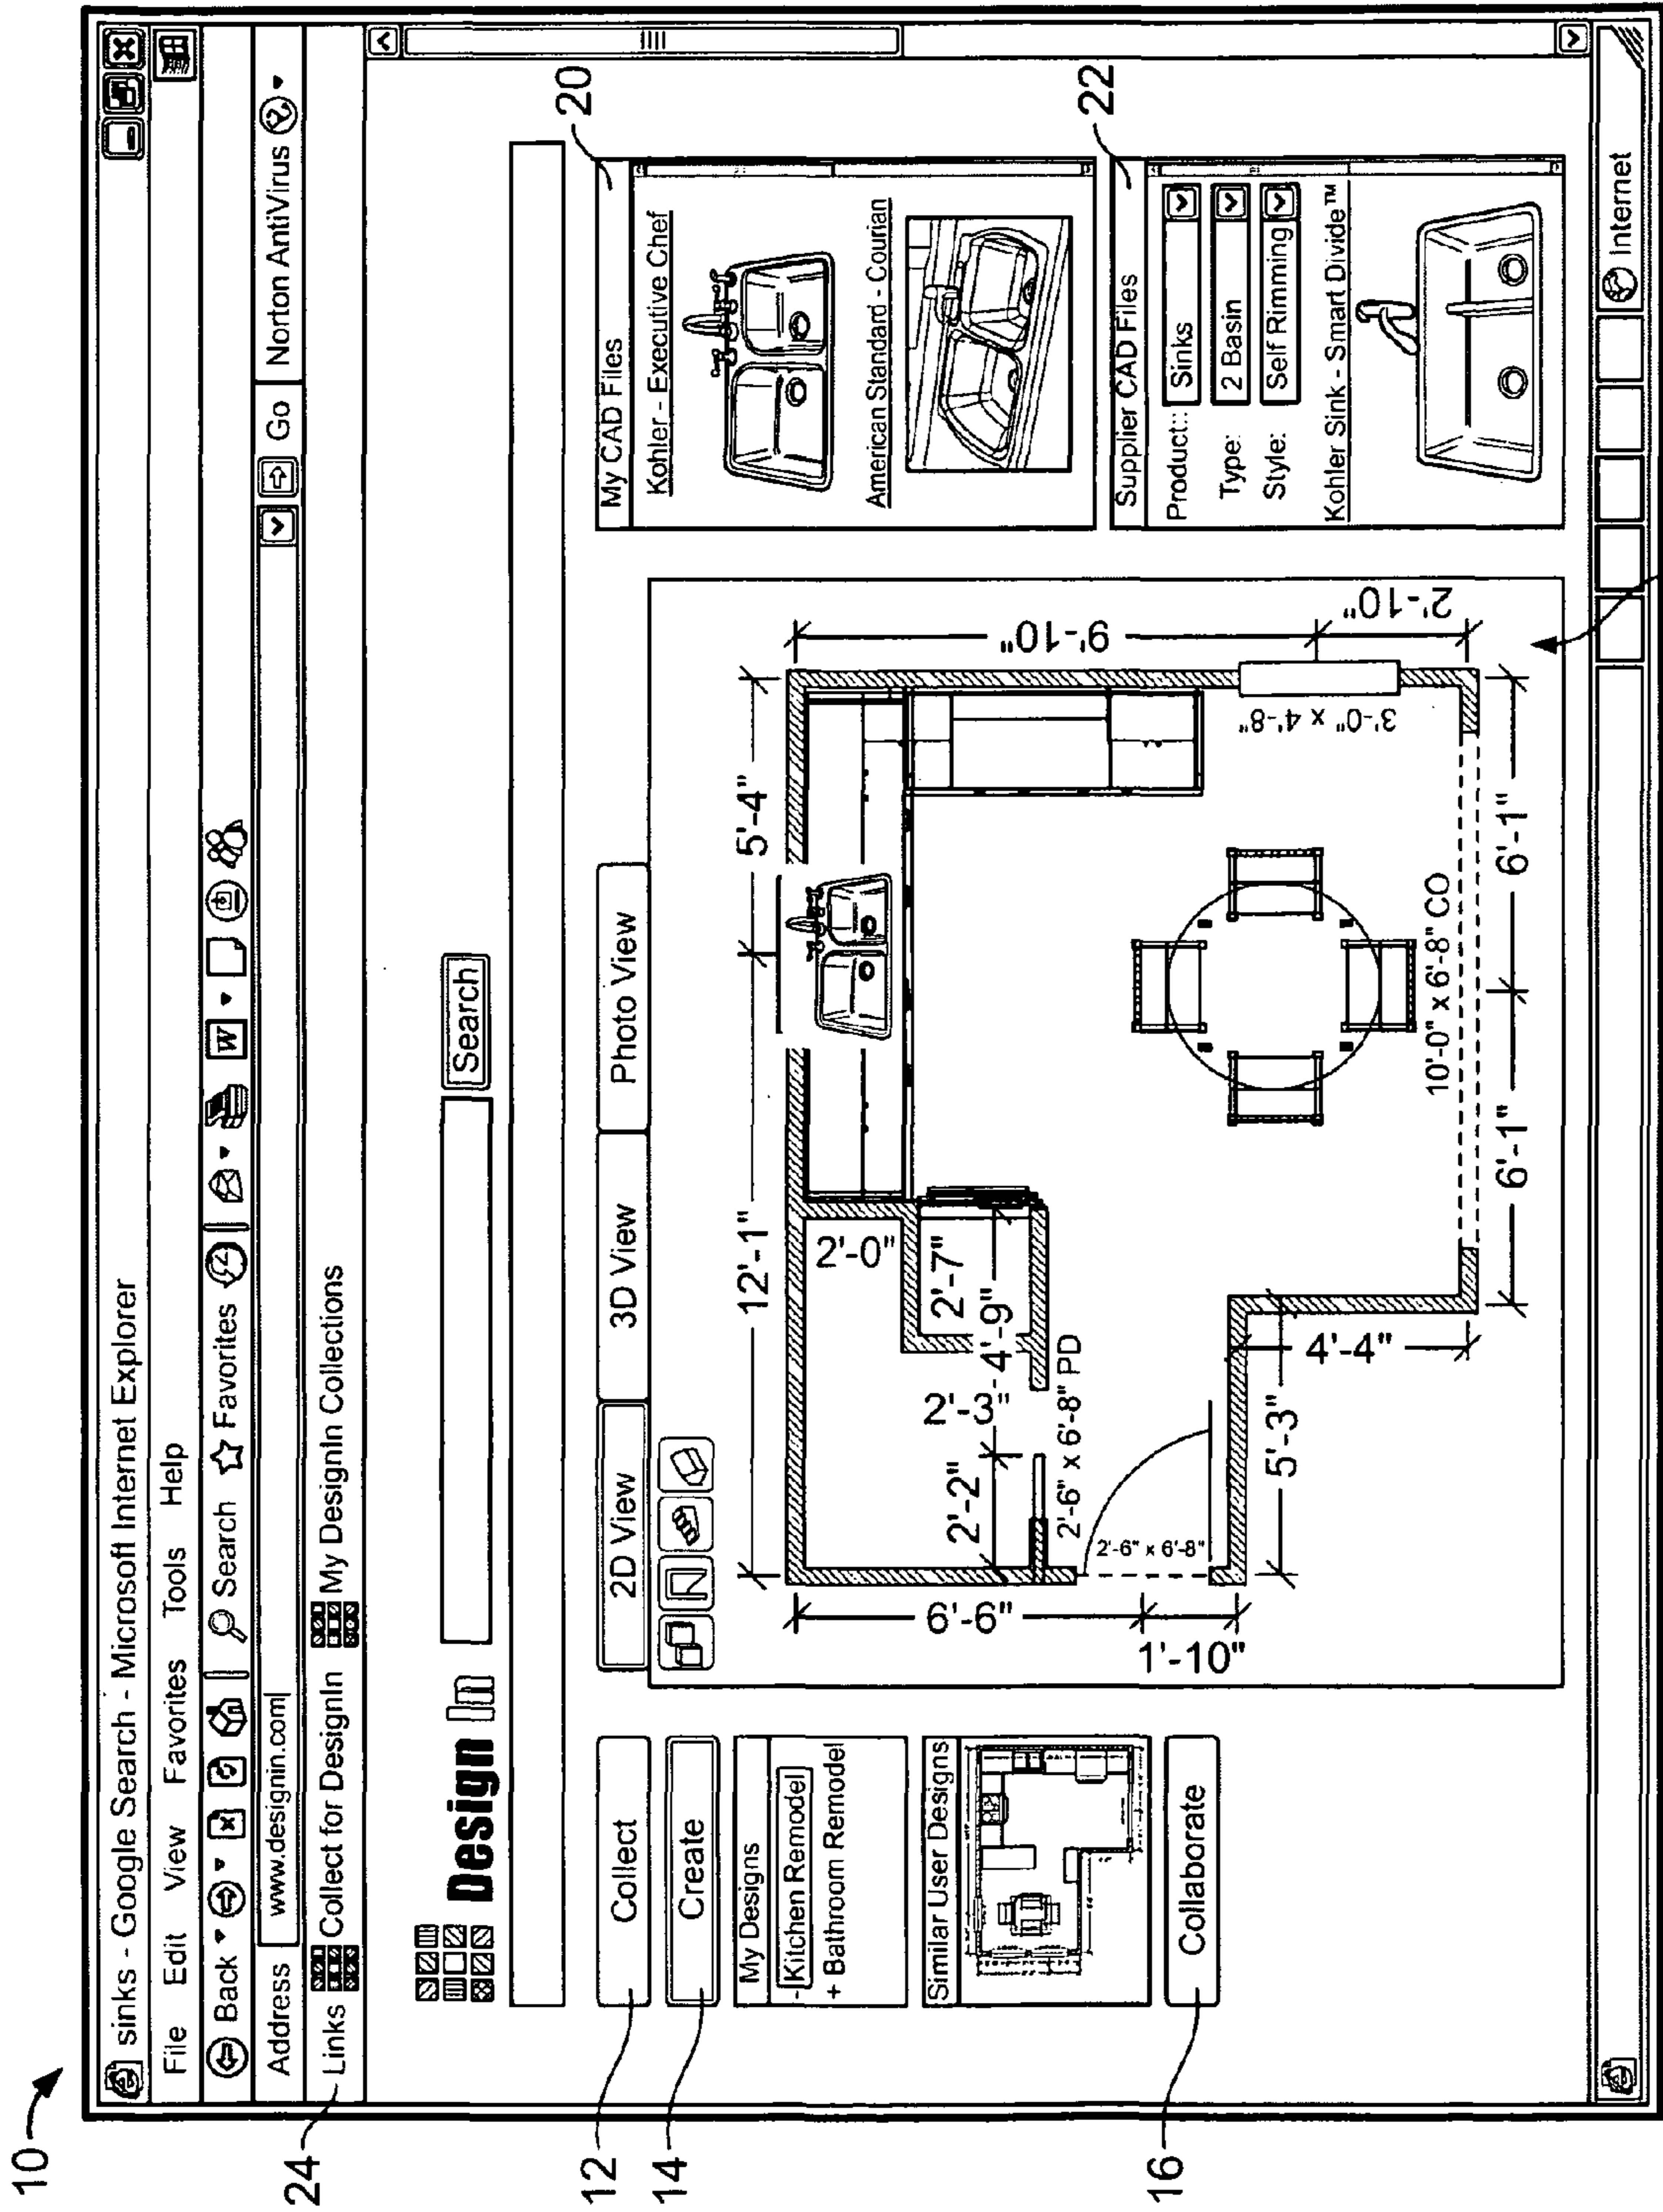 10
sinks - Google Search - Microsoft Internet Explorer
File Edit View Favorites Tools Help
Back Search Favorites W
Address www.designin.com Go Norton AntiVirus
24
Links Collect for DesignIn My DesignIn Collections
Design In Search
12
Collect
14
Create
My Designs
- Kitchen Remodel
+ Bathroom Remodel
Similar User Designs
16
Collaborate
2D View 3D View Photo View
12'-1" 5'-4"
6'-6"
1'-10"
2'-0"
2'-7"
2'-3" 4'-9"
2'-2"
2'-6" x 6'-8" PD
2'-6" x 6'-8"
5'-3"
4'-4"
9'-10"
2'-10"
3'-0" x 4'-8"
10'-0" x 6'-8" CO
6'-1" 6'-1"
20
My CAD Files
Kohler - Executive Chef
American Standard - Courian
22
Supplier CAD Files
Product:: Sinks
Type: 2 Basin
Style: Self Rimming
Kohler Sink - Smart Divide™
Internet